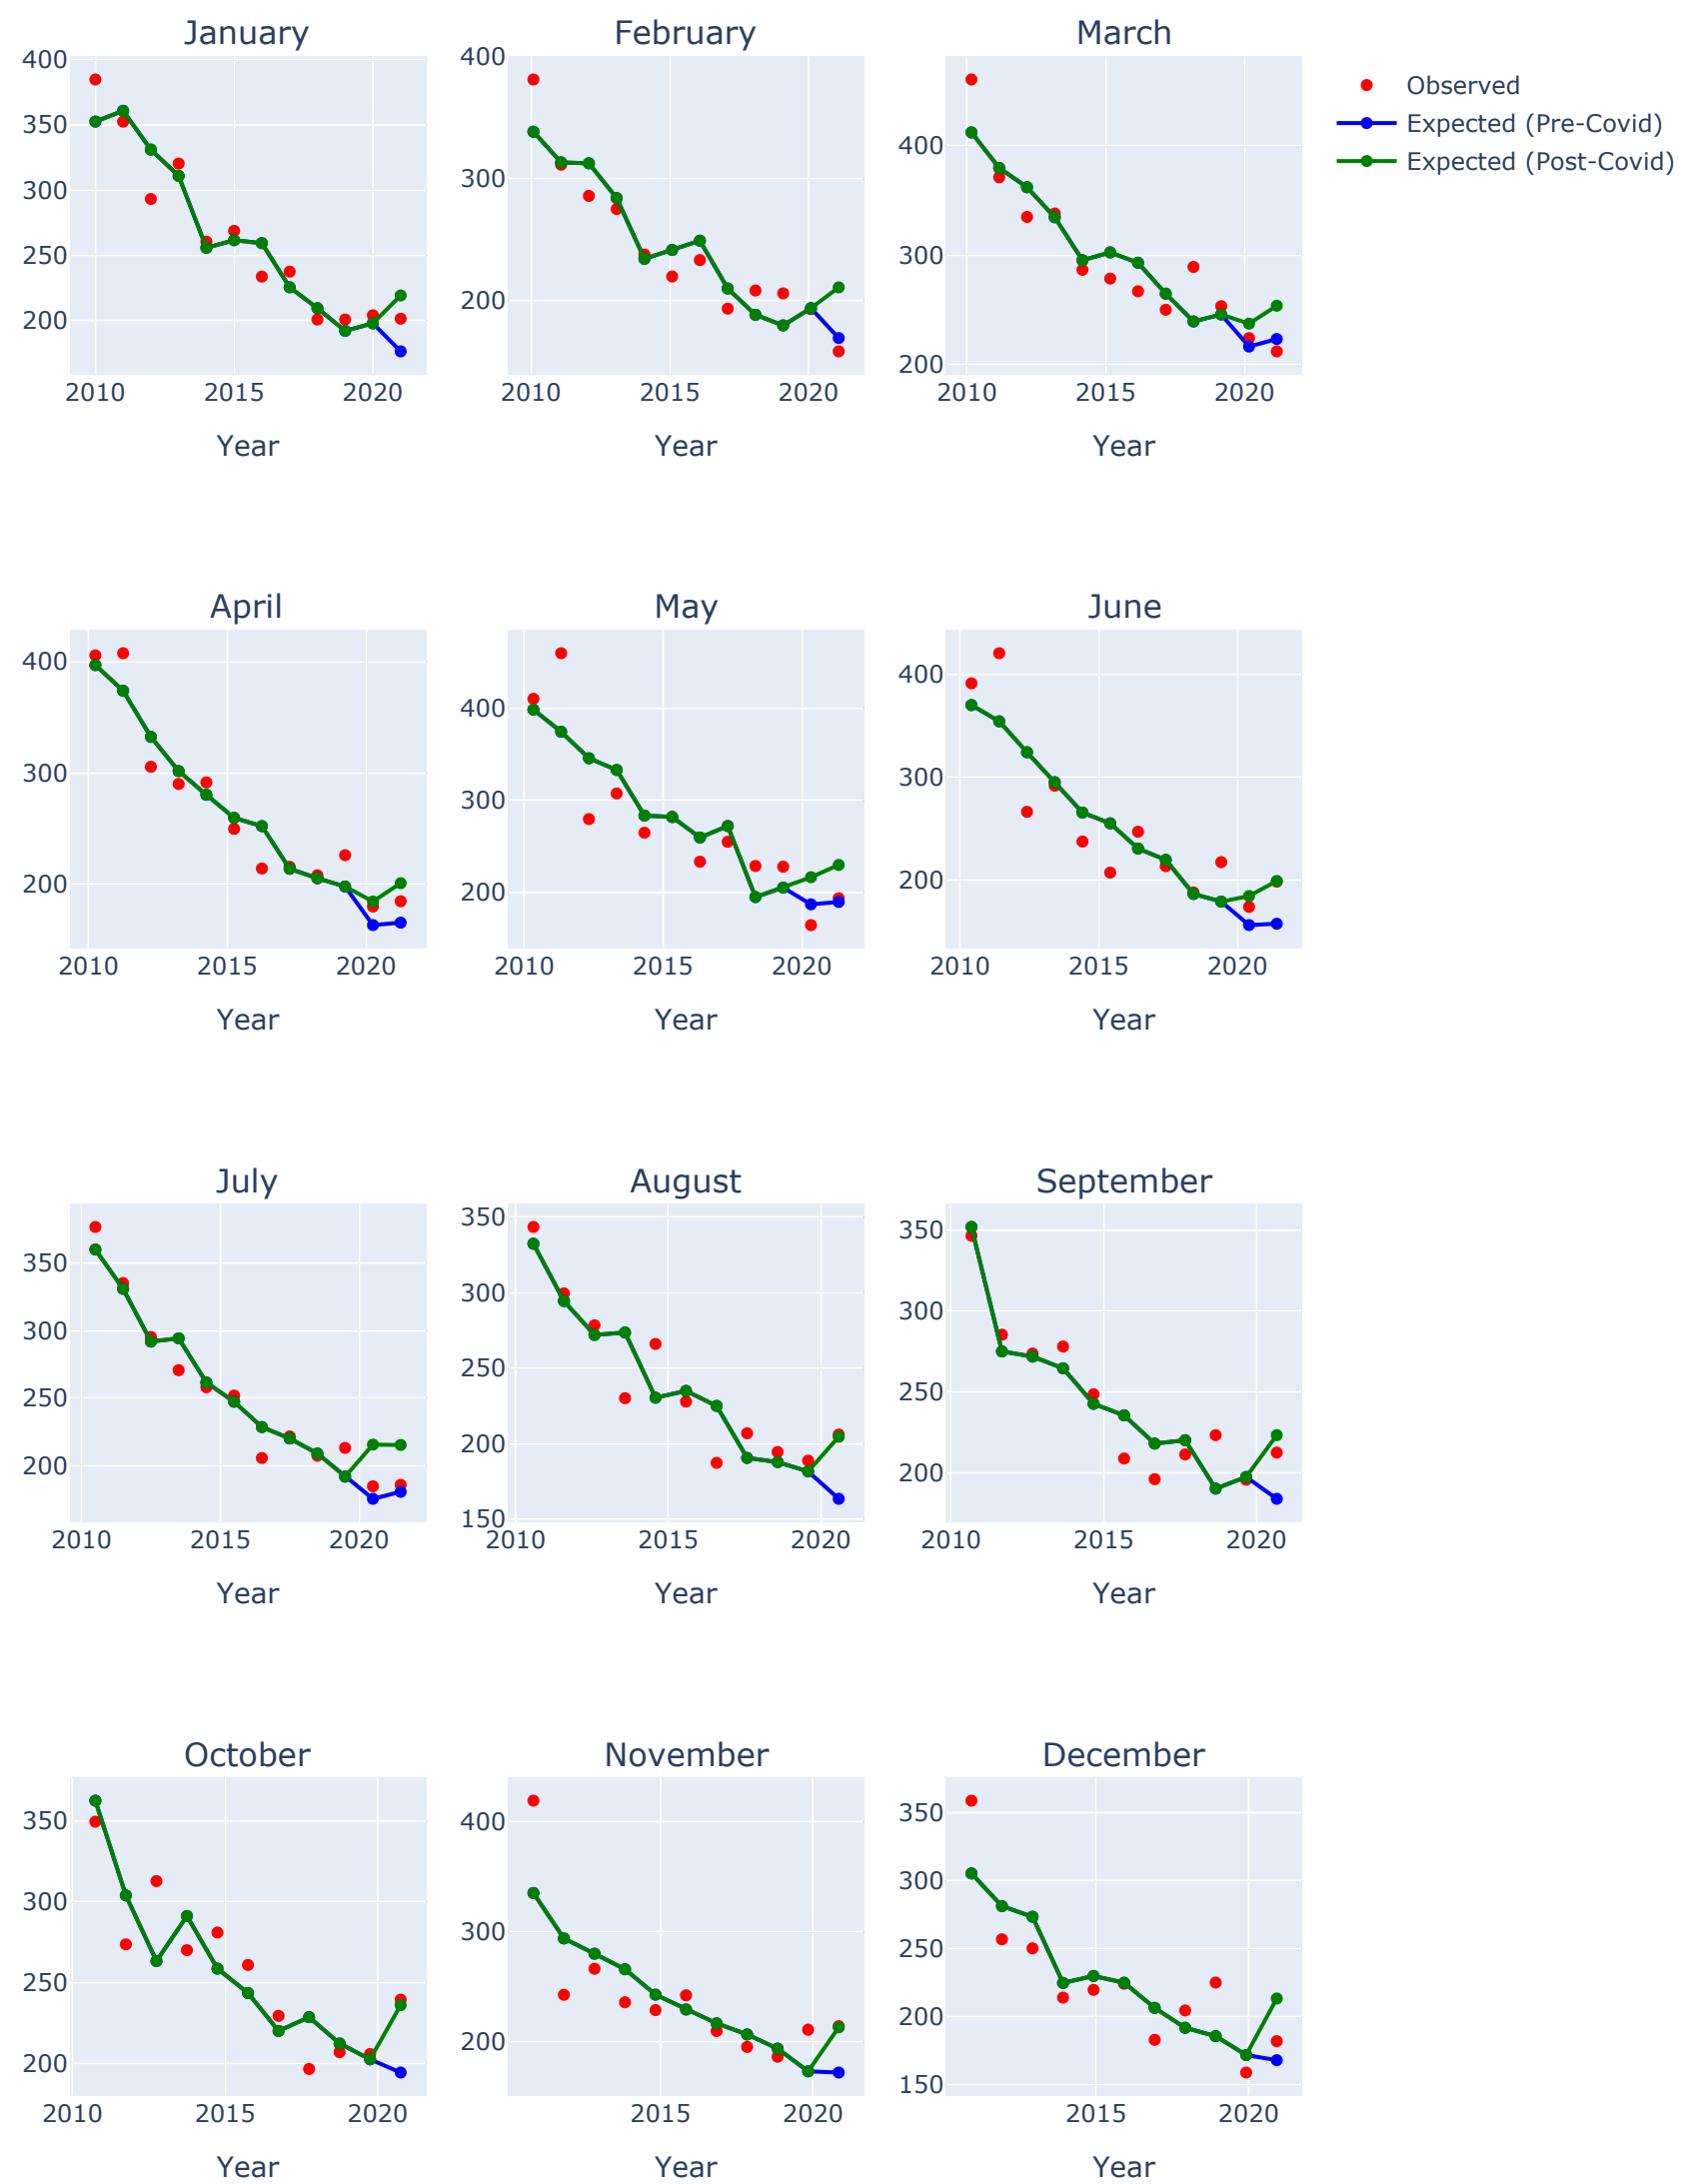 January
February
March
400
350
300
250
200
2010
2015
2020
Year
400
300
200
2010
2015
2020
Year
400
300
200
2010
2015
2020
Year
Observed
Expected (Pre-Covid)
Expected (Post-Covid)
April
May
June
400
300
200
2010
2015
2020
Year
400
300
200
2010
2015
2020
Year
400
300
200
2010
2015
2020
Year
July
August
September
350
300
250
200
2010
2015
2020
Year
350
300
250
200
150
2010
2015
2020
Year
350
300
250
200
2010
2015
2020
Year
October
November
December
350
300
250
200
2010
2015
2020
Year
400
300
200
2015
2020
Year
350
300
250
200
150
2015
2020
Year